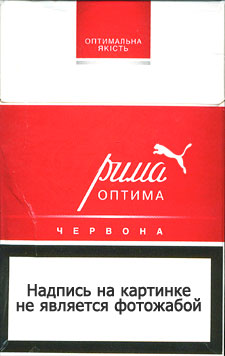 ОПТИМАЛЬНА
ЯКІСТЬ
рима
ОПТИМА
ЧЕРВОНА
Надпись на картинке
не является фотожабой